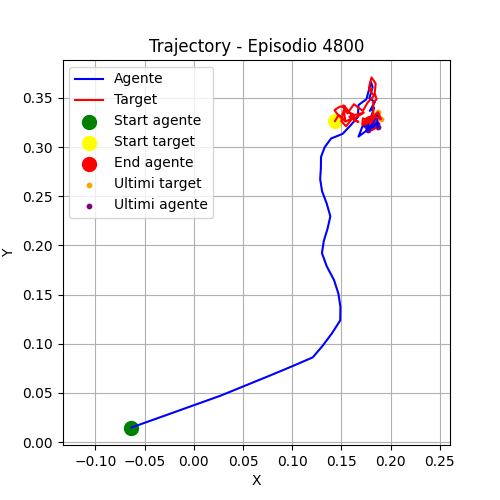 Trajectory - Episodio 4800
Agente
Target
Start agente
Start target
End agente
Ultimi target
Ultimi agente
Y
0.35
0.30
0.25
0.20
0.15
0.10
0.05
0.00
−0.10 −0.05 0.00 0.05 0.10 0.15 0.20 0.25
X